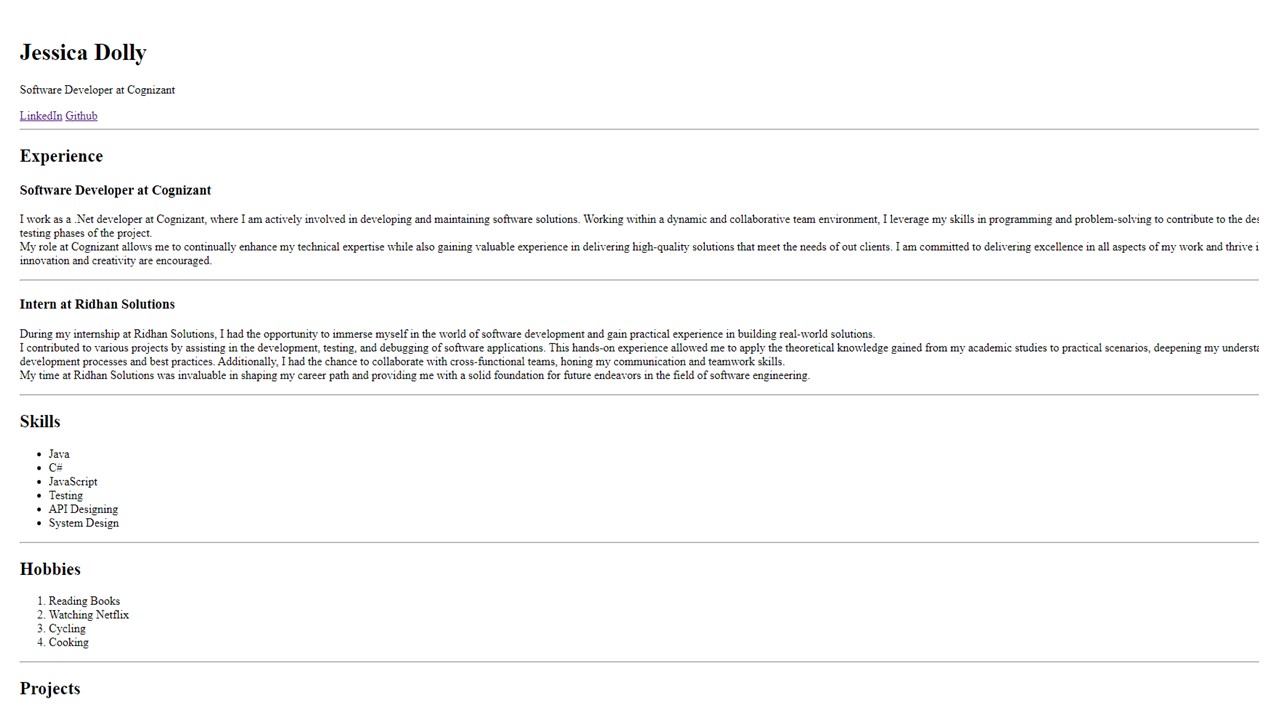 Jessica Dolly
Software Developer at Cognizant
LinkedIn Github
Experience
Software Developer at Cognizant
I work as a .Net developer at Cognizant, where I am actively involved in developing and maintaining software solutions. Working within a dynamic and collaborative team environment, I leverage my skills in programming and problem-solving to contribute to the
testing phases of the project.
My role at Cognizant allows me to continually enhance my technical expertise while also gaining valuable experience in delivering high-quality solutions that meet the needs of out clients. I am committed to delivering excellence in all aspects of my work and thrive
innovation and creativity are encouraged.
Intern at Ridhan Solutions
During my internship at Ridhan Solutions, I had the opportunity to immerse myself in the world of software development and gain practical experience in building real-world solutions.
I contributed to various projects by assisting in the development, testing, and debugging of software applications. This hands-on experience allowed me to apply the theoretical knowledge gained from my academic studies to practical scenarios, deepening my
development processes and best practices. Additionally, I had the chance to collaborate with cross-functional teams, honing my communication and teamwork skills.
My time at Ridhan Solutions was invaluable in shaping my career path and providing me with a solid foundation for future endeavors in the field of software engineering.
Skills
• Java
• C#
• JavaScript
• Testing
• API Designing
• System Design
Hobbies
1. Reading Books
2. Watching Netflix
3. Cycling
4. Cooking
Projects